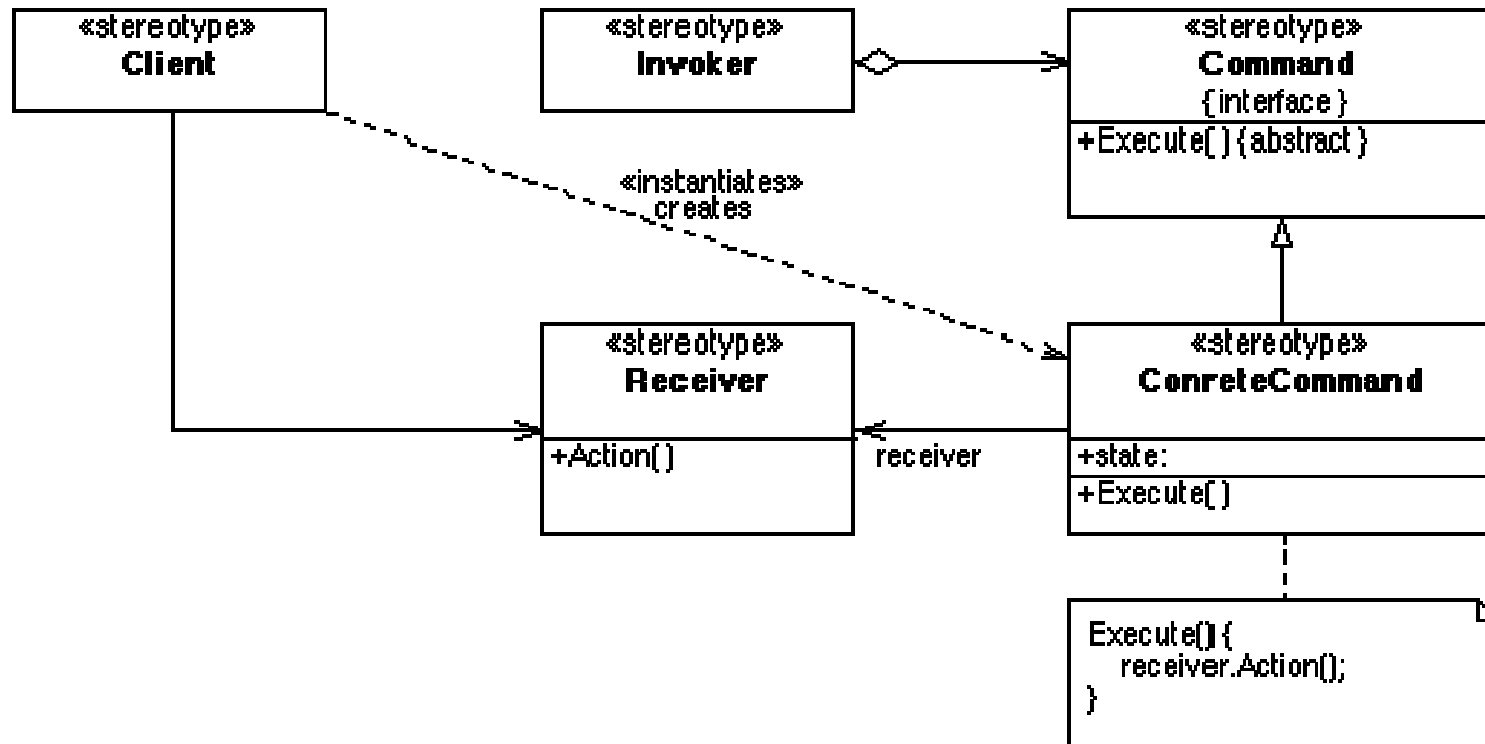 «stereotype»
Client
«stereotype»
Invoker
«stereotype»
Command
{interface}
+Execute(){abstract}
«instantiates»
creates
«stereotype»
Receiver
+Action()
receiver
«stereotype»
ConreteCommand
+state:
+Execute()
Execute(){
receiver.Action();
}